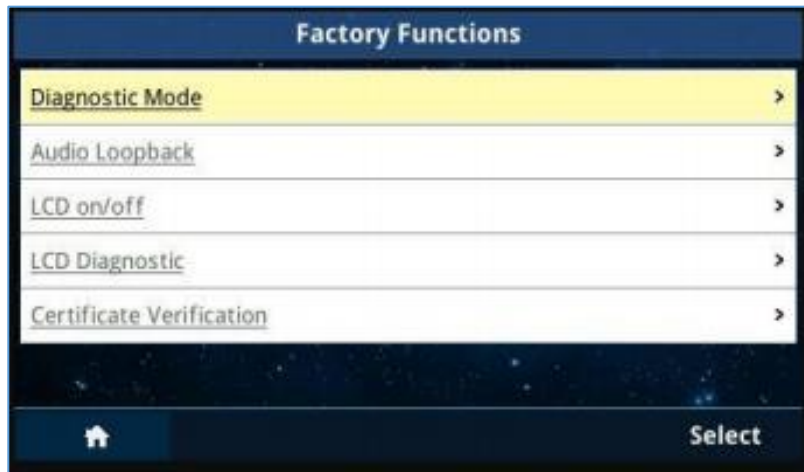 Factory Functions
Diagnostic Mode
Audio Loopback
LCD on/off
LCD Diagnostic
Certificate Verification
Select